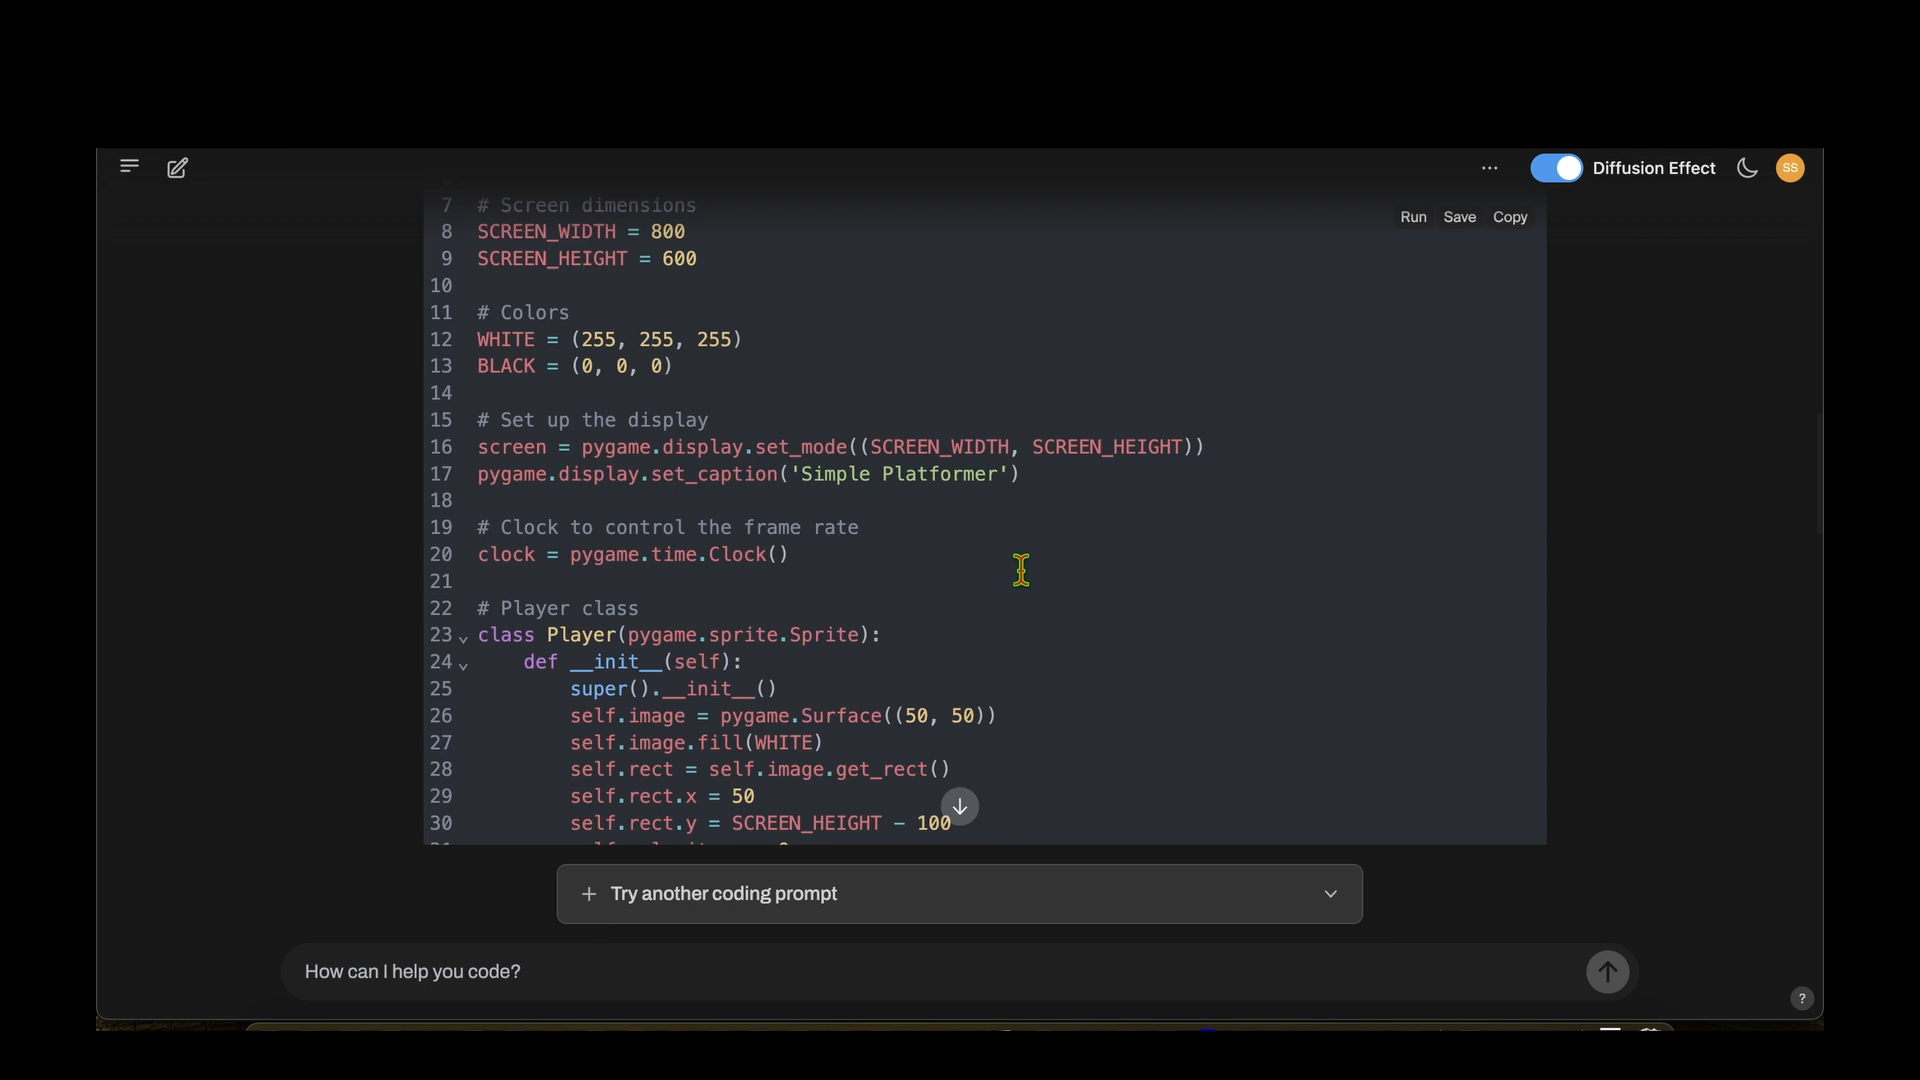 Diffusion Effect
SS
Run Save Copy
7 # Screen dimensions
8 SCREEN_WIDTH = 800
9 SCREEN_HEIGHT = 600
10
11 # Colors
12 WHITE = (255, 255, 255)
13 BLACK = (0, 0, 0)
14
15 # Set up the display
16 screen = pygame.display.set_mode((SCREEN_WIDTH, SCREEN_HEIGHT))
17 pygame.display.set_caption('Simple Platformer')
18
19 # Clock to control the frame rate
20 clock = pygame.time.Clock()
21
22 # Player class
23 class Player(pygame.sprite.Sprite):
24 def __init__(self):
25 super().__init__()
26 self.image = pygame.Surface((50, 50))
27 self.image.fill(WHITE)
28 self.rect = self.image.get_rect()
29 self.rect.x = 50
30 self.rect.y = SCREEN_HEIGHT - 100
Try another coding prompt
How can I help you code?
?